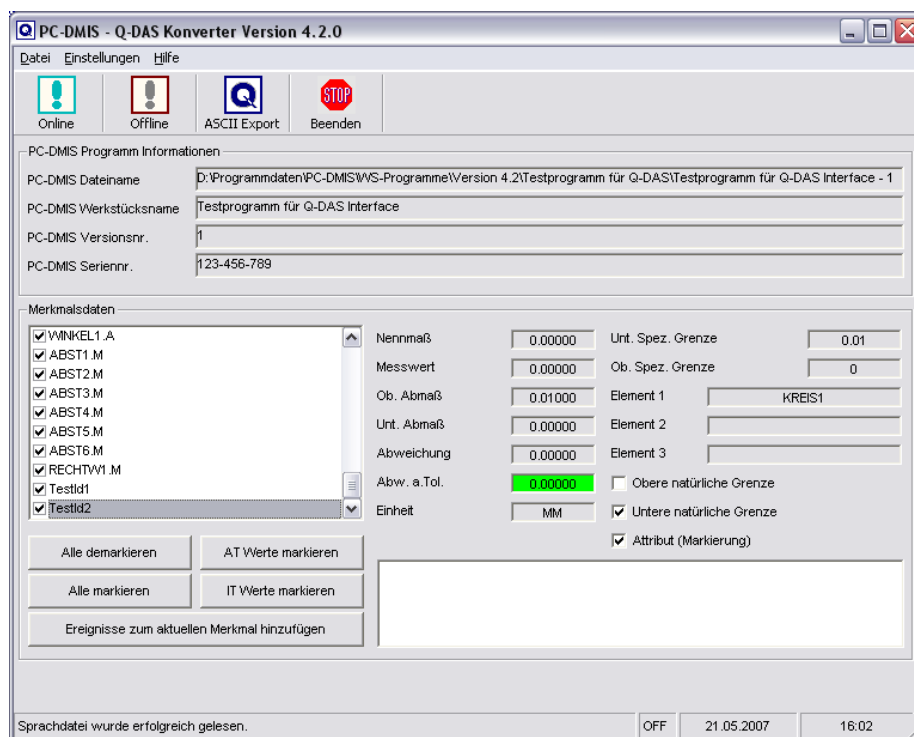 PC-DMIS - Q-DAS Konverter Version 4.2.0
Datei Einstellungen Hilfe
STOP
Online Offline ASCII Export Beenden
PC-DMIS Programm Informationen
PC-DMIS Dateiname D:\Programmdaten\PC-DMIS\WS-Programme\Version 4.2\Testprogramm für Q-DAS\Testprogramm für Q-DAS Interface - 1
PC-DMIS Werkstücksname Testprogramm für Q-DAS Interface
PC-DMIS Versionsnr. 1
PC-DMIS Seriennr. 123-456-789
Merkmalsdaten
WINKEL1.A
ABST1.M
ABST2.M
ABST3.M
ABST4.M
ABST5.M
ABST6.M
RECHTW1.M
TestId1
TestId2
Nennmaß 0.00000
Messwert 0.00000
Ob. Abmaß 0.01000
Unt. Abmaß 0.00000
Abweichung 0.00000
Abw. a.Tol. 0.00000
Einheit MM
Unt. Spez. Grenze 0.01
Ob. Spez. Grenze 0
Element 1 KREIS1
Element 2
Element 3
Obere natürliche Grenze
Untere natürliche Grenze
Attribut (Markierung)
Alle demarkieren AT Werte markieren
Alle markieren IT Werte markieren
Ereignisse zum aktuellen Merkmal hinzufügen
Sprachdatei wurde erfolgreich gelesen. OFF 21.05.2007 16:02